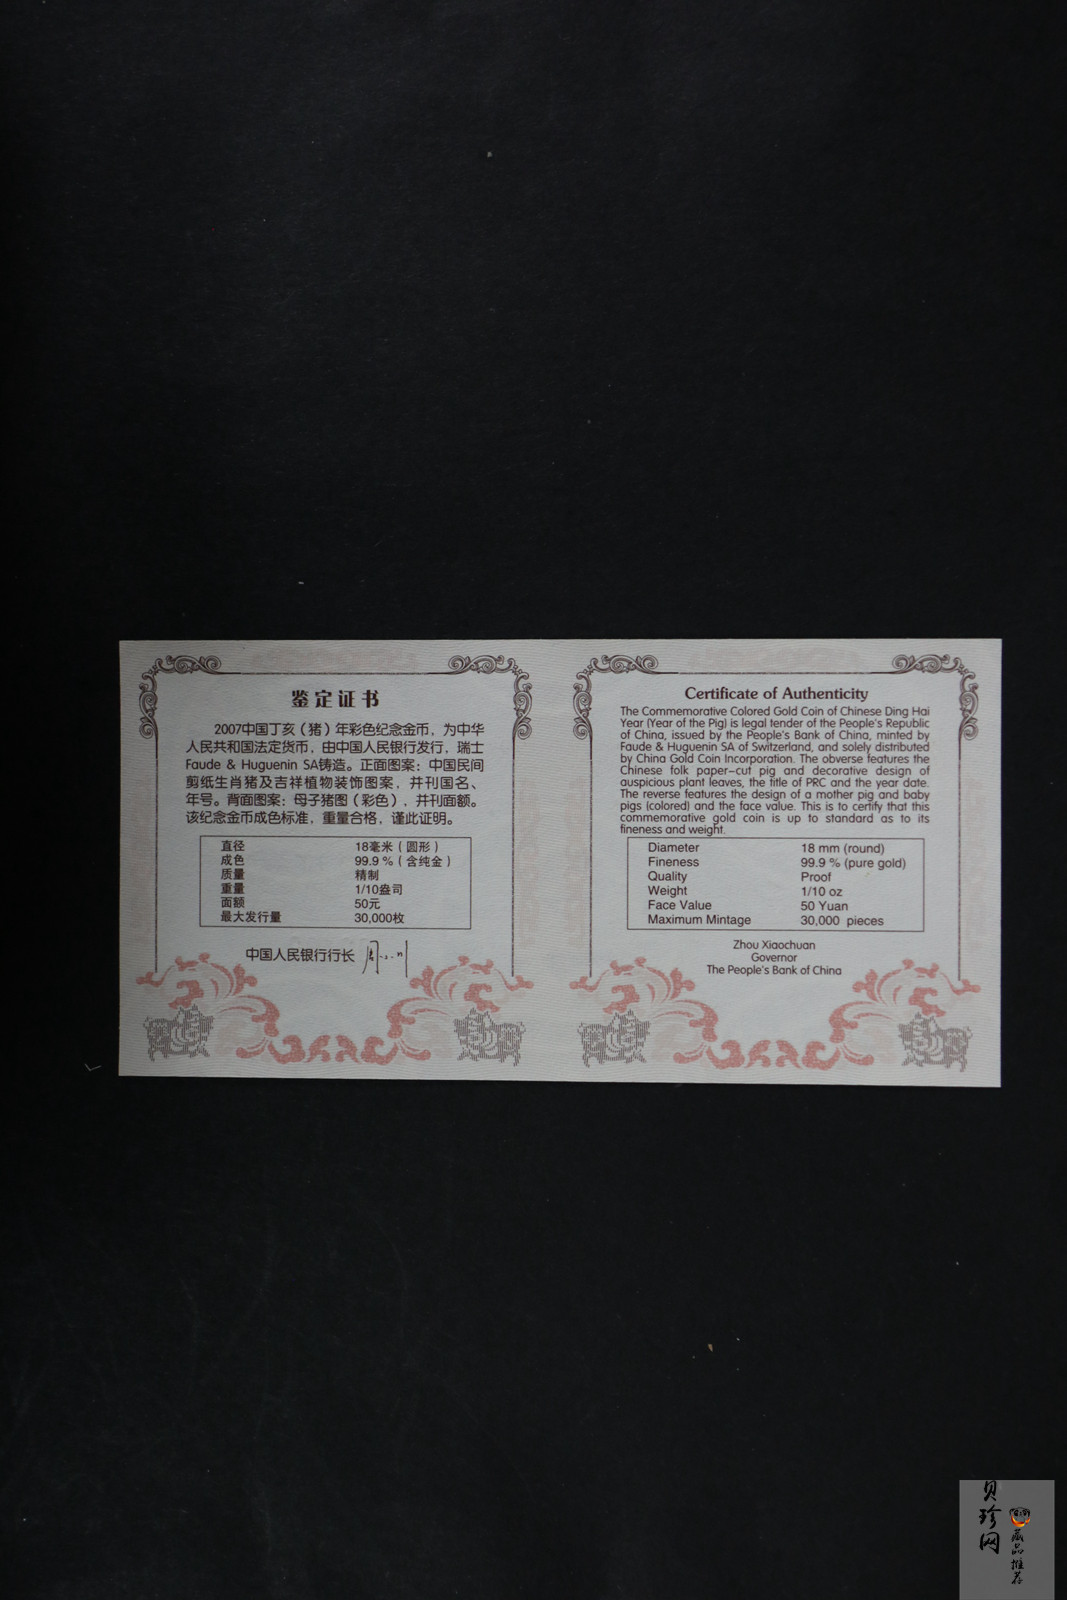 鉴定证书
2007中国丁亥（猪）年彩色纪念金币，为中华
人民共和国法定货币，由中国人民银行发行，瑞士
Faude & Huguenin SA铸造。正面图案：中国民间
剪纸生肖猪及吉祥植物装饰图案，并刊国名、
年号。背面图案：母子猪图（彩色），并刊面额。
该纪念金币成色标准，重量合格，谨此证明。
直径 18毫米（圆形）
成色 99.9％（含纯金）
质量 精制
重量 1/10盎司
面额 50元
最大发行量 30,000枚
中国人民银行行长
Certificate of Authenticity
The Commemorative Colored Gold Coin of Chinese Ding Hai
Year (Year of the Pig) is legal tender of the People's Republic
of China, issued by the People's Bank of China, minted by
Faude & Huguenin SA of Switzerland, and solely distributed
by China Gold Coin Incorporation. The obverse features the
Chinese folk paper-cut pig and decorative design of
auspicious plant leaves, the title of PRC and the year date.
The reverse features the design of a mother pig and baby
pigs (colored) and the face value. This is to certify that this
commemorative gold coin is up to standard as to its
fineness and weight.
Diameter 18 mm (round)
Fineness 99.9 % (pure gold)
Quality Proof
Weight 1/10 oz
Face Value 50 Yuan
Maximum Mintage 30,000 pieces
Zhou Xiaochuan
Governor
The People's Bank of China
贝珍网
藏品推荐